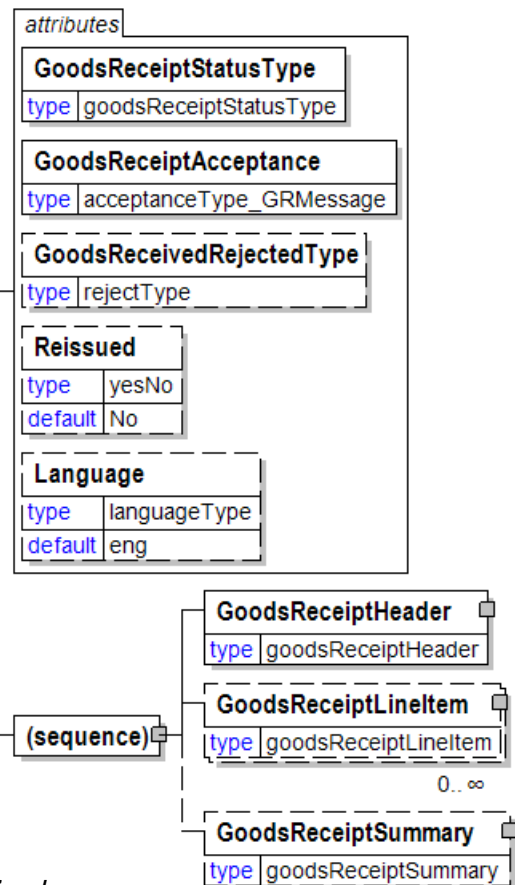 attributes
GoodsReceiptStatusType
type goodsReceiptStatusType
GoodsReceiptAcceptance
type acceptanceType_GRMessage
GoodsReceivedRejectedType
type rejectType
Reissued
type yesNo
default No
Language
type languageType
default eng
GoodsReceiptHeader
type goodsReceiptHeader
GoodsReceiptLineItem
(sequence)
type goodsReceiptLineItem
0..∞
GoodsReceiptSummary
type goodsReceiptSummary